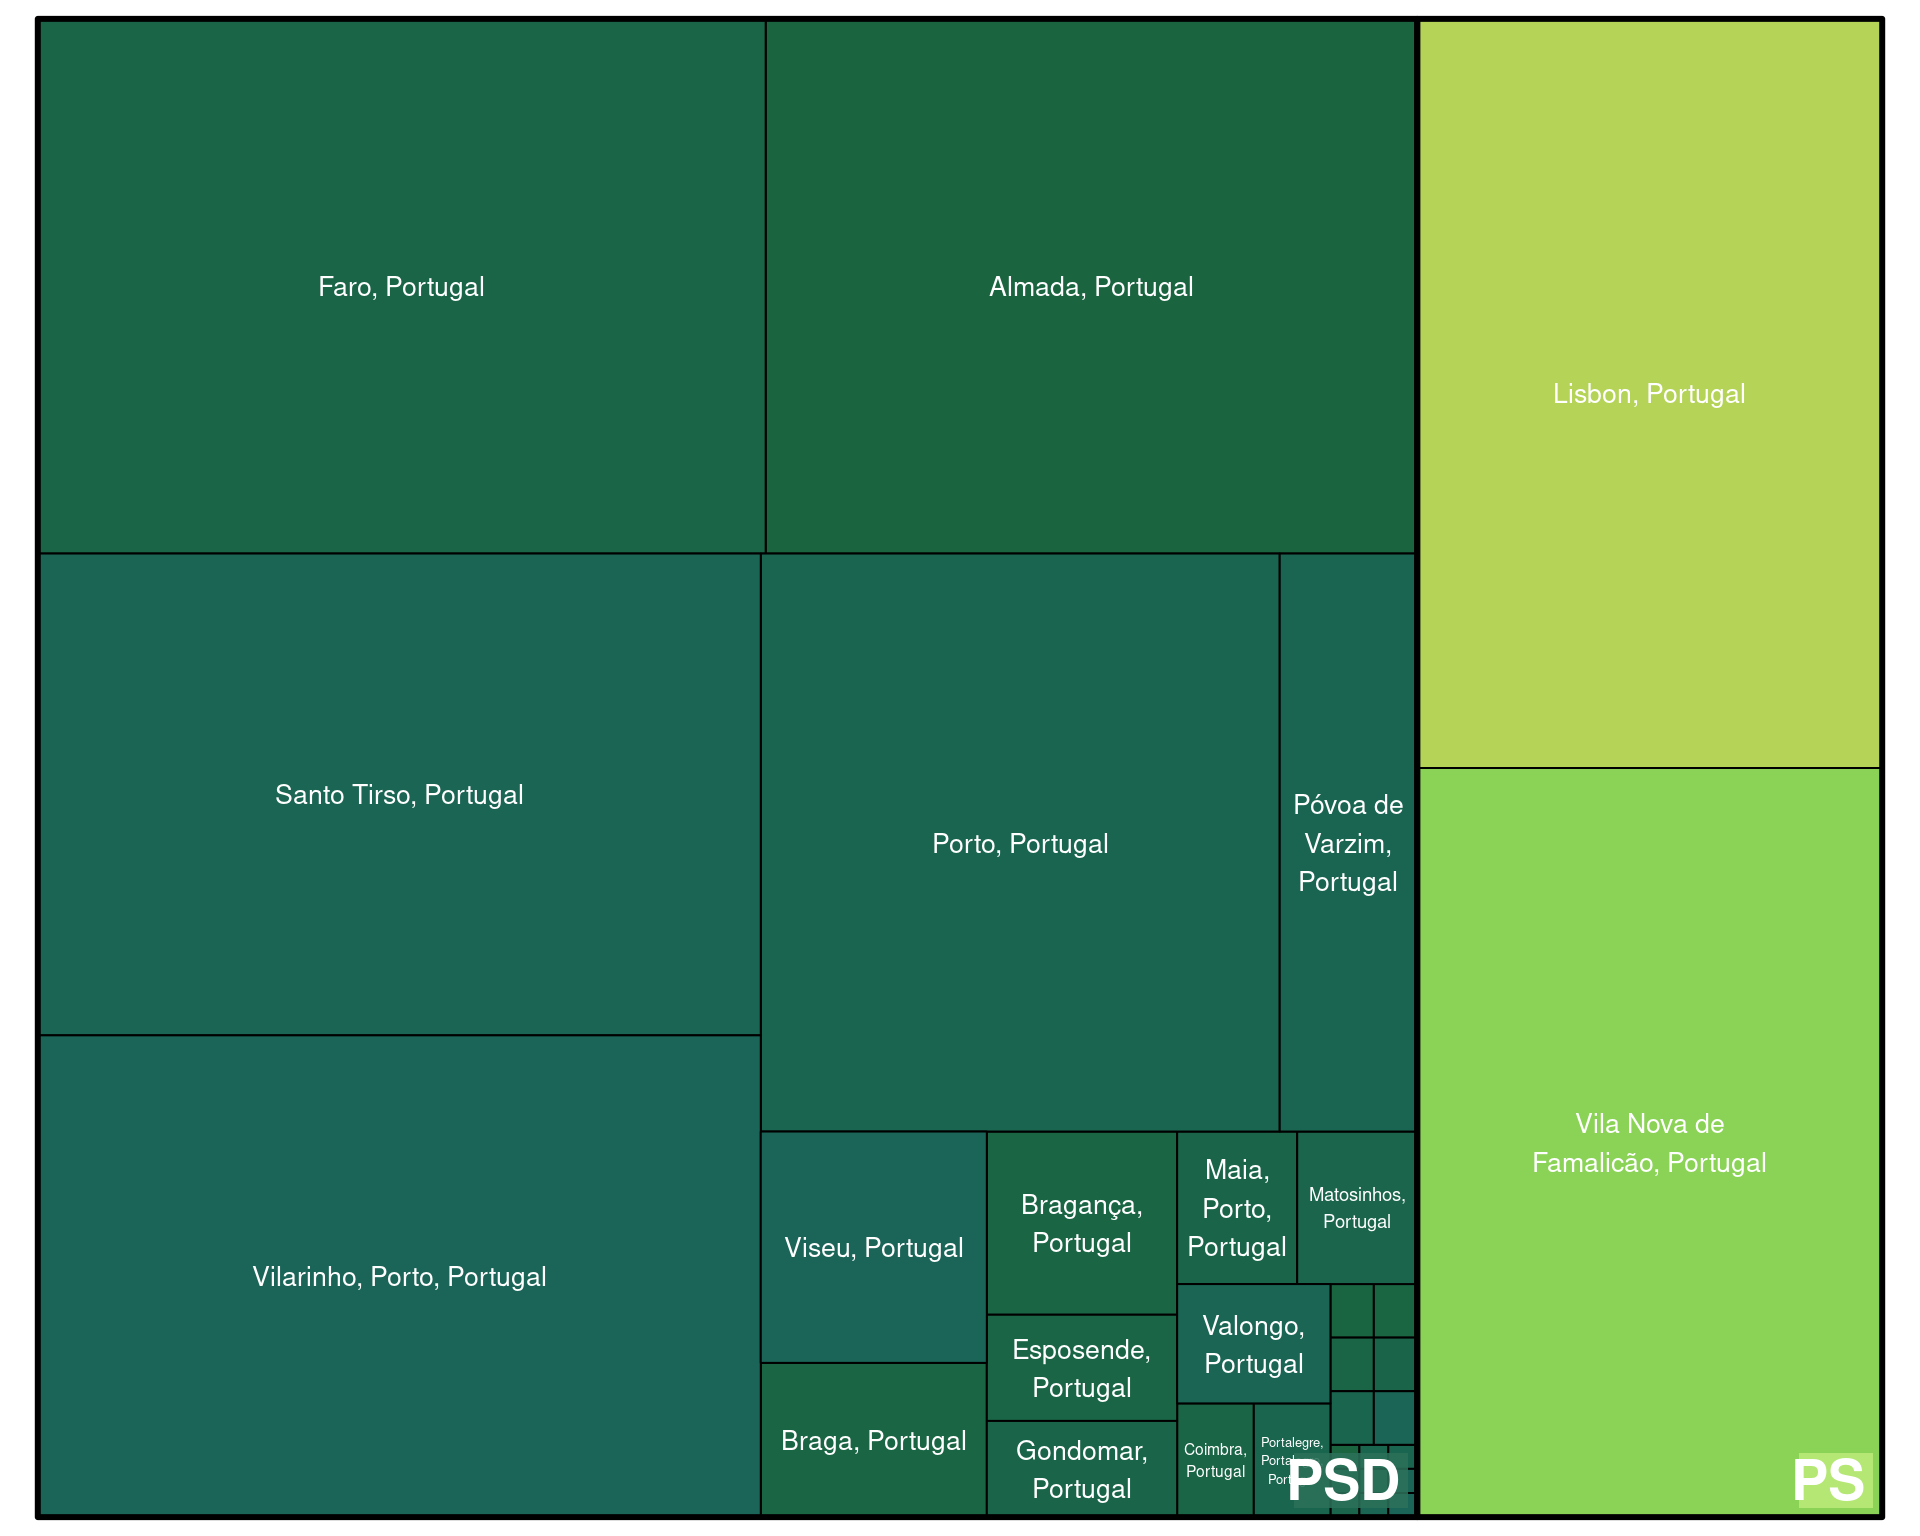 Faro, Portugal
Almada, Portugal
Lisbon, Portugal
Santo Tirso, Portugal
Porto, Portugal
Póvoa de
Varzim,
Portugal
Vila Nova de
Famalicão, Portugal
Vilarinho, Porto, Portugal
Viseu, Portugal
Bragança,
Portugal
Maia,
Porto,
Portugal
Matosinhos,
Portugal
Esposende,
Portugal
Valongo,
Portugal
Braga, Portugal
Gondomar,
Portugal
Coimbra,
Portugal
Portalegre,
PSD
PS